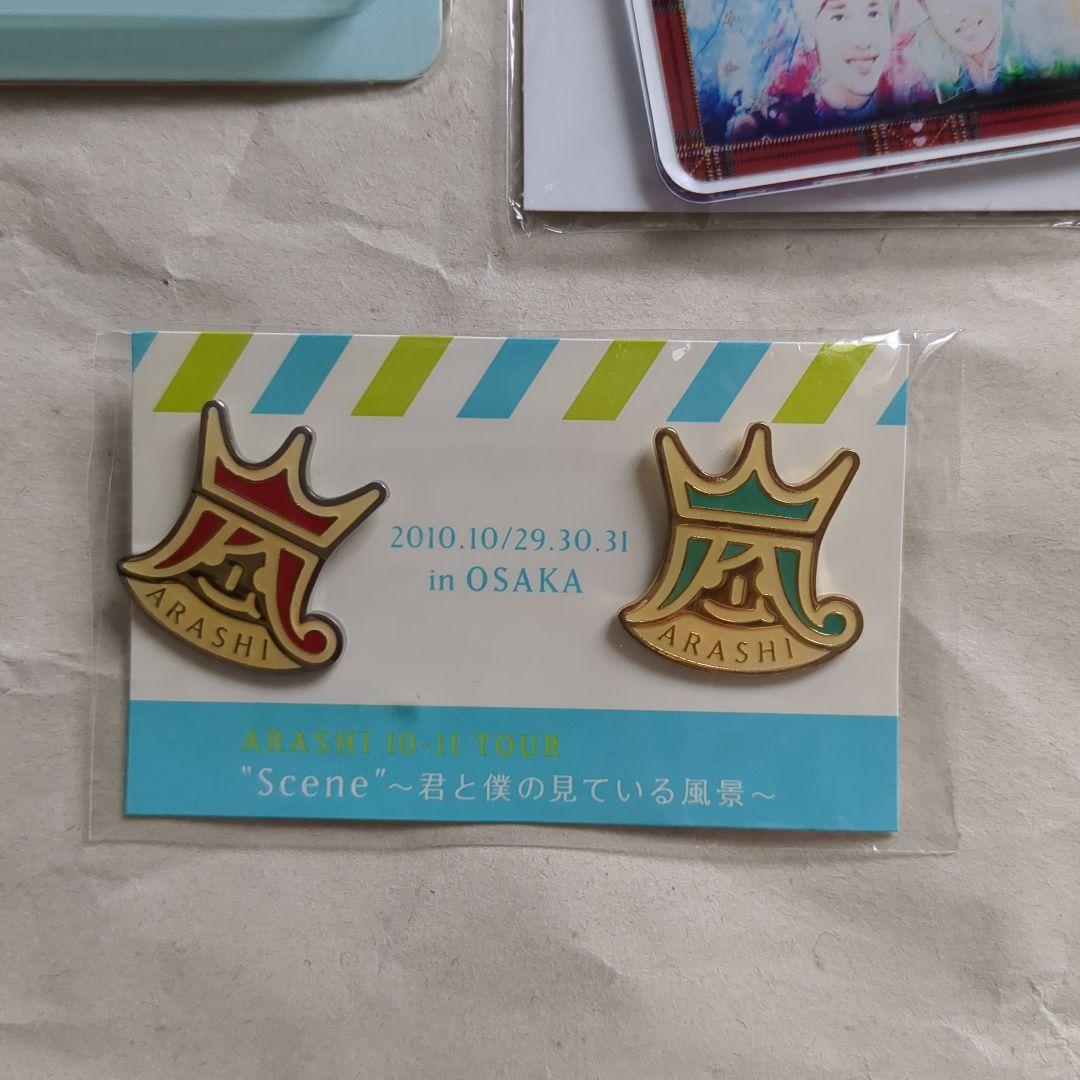 2010.10/29.30.31
in OSAKA
嵐
ARASHI
嵐
ARASHI
ARASHI 10-11 TOUR
"Scene"～君と僕の見ている風景～